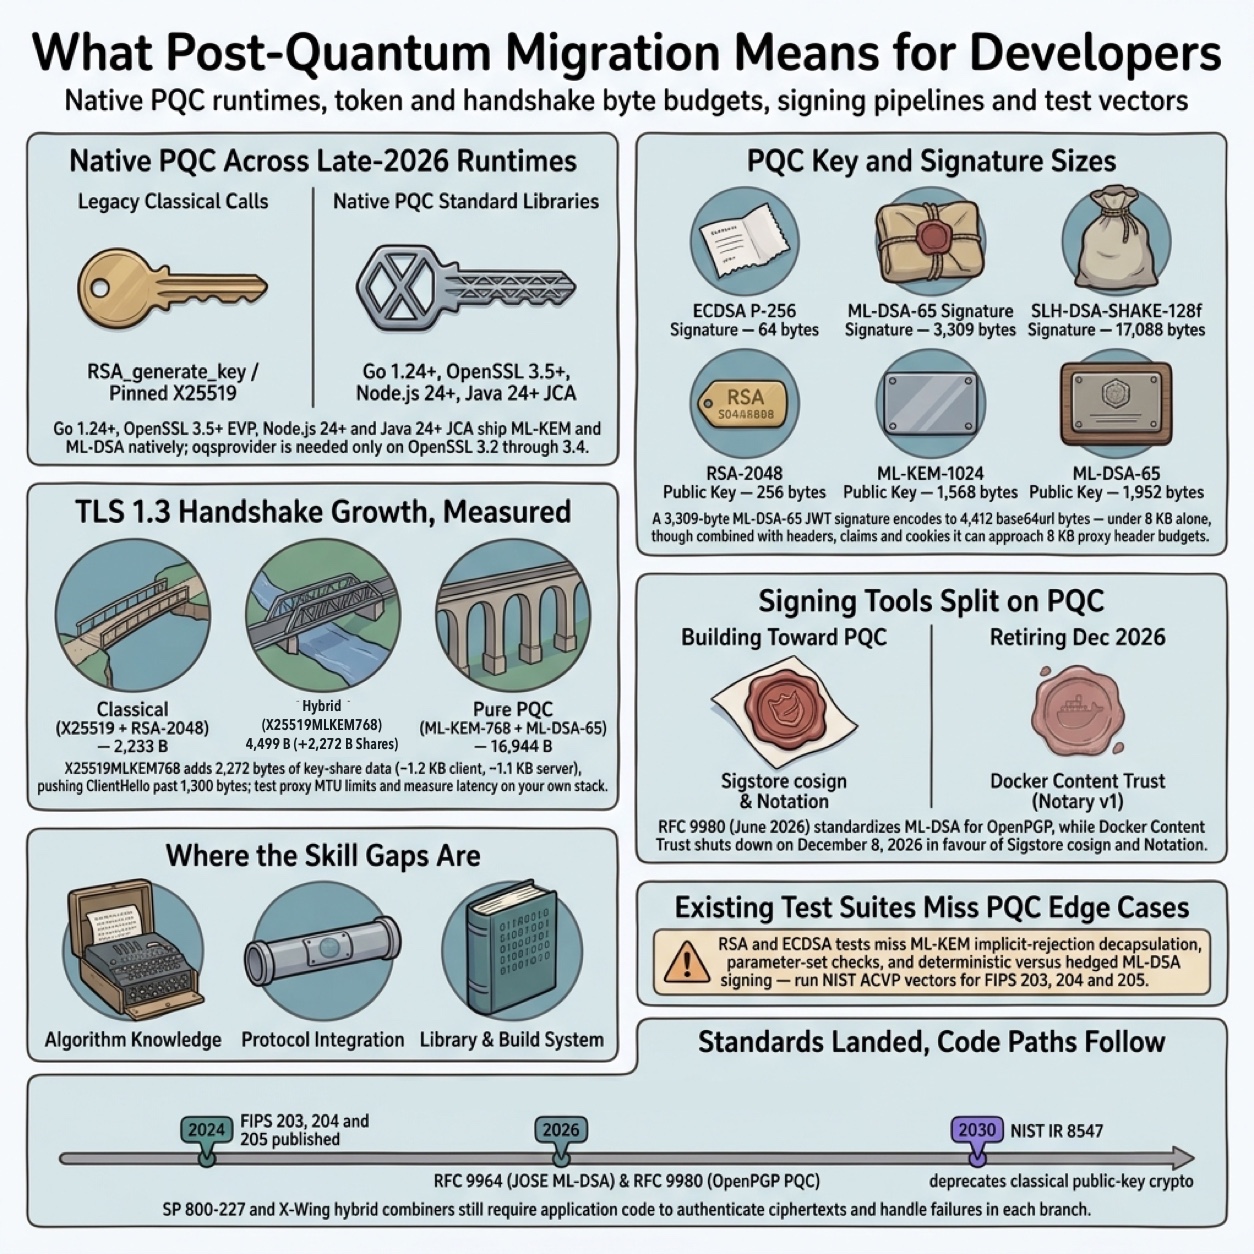 What Post-Quantum Migration Means for Developers
Native PQC runtimes, token and handshake byte budgets, signing pipelines and test vectors
Native PQC Across Late-2026 Runtimes
Legacy Classical Calls
RSA_generate_key /
Pinned X25519
Native PQC Standard Libraries
Go 1.24+, OpenSSL 3.5+,
Node.js 24+, Java 24+ JCA
Go 1.24+, OpenSSL 3.5+ EVP, Node.js 24+ and Java 24+ JCA ship ML-KEM and
ML-DSA natively; oqsprovider is needed only on OpenSSL 3.2 through 3.4.
PQC Key and Signature Sizes
ECDSA P-256
Signature — 64 bytes
ML-DSA-65 Signature
Signature — 3,309 bytes
SLH-DSA-SHAKE-128f
Signature — 17,088 bytes
RSA
RSA-2048
Public Key — 256 bytes
ML-KEM-1024
Public Key — 1,568 bytes
ML-DSA-65
Public Key — 1,952 bytes
A 3,309-byte ML-DSA-65 JWT signature encodes to 4,412 base64url bytes — under 8 KB alone,
though combined with headers, claims and cookies it can approach 8 KB proxy header budgets.
TLS 1.3 Handshake Growth, Measured
Classical
(X25519 + RSA-2048)
— 2,233 B
Hybrid
(X25519MLKEM768)
4,499 B (+2,272 B Shares)
Pure PQC
(ML-KEM-768 + ML-DSA-65)
— 16,944 B
X25519MLKEM768 adds 2,272 bytes of key-share data (~1.2 KB client, ~1.1 KB server),
pushing ClientHello past 1,300 bytes; test proxy MTU limits and measure latency on your own stack.
Signing Tools Split on PQC
Building Toward PQC
Sigstore cosign
& Notation
Retiring Dec 2026
Docker Content Trust
(Notary v1)
RFC 9980 (June 2026) standardizes ML-DSA for OpenPGP, while Docker Content
Trust shuts down on December 8, 2026 in favour of Sigstore cosign and Notation.
Where the Skill Gaps Are
Algorithm Knowledge
Protocol Integration
Library & Build System
Existing Test Suites Miss PQC Edge Cases
RSA and ECDSA tests miss ML-KEM implicit-rejection decapsulation,
parameter-set checks, and deterministic versus hedged ML-DSA
signing — run NIST ACVP vectors for FIPS 203, 204 and 205.
Standards Landed, Code Paths Follow
2024
FIPS 203, 204 and
205 published
2026
RFC 9964 (JOSE ML-DSA) & RFC 9980 (OpenPGP PQC)
2030
NIST IR 8547
deprecates classical public-key crypto
SP 800-227 and X-Wing hybrid combiners still require application code to authenticate ciphertexts and handle failures in each branch.